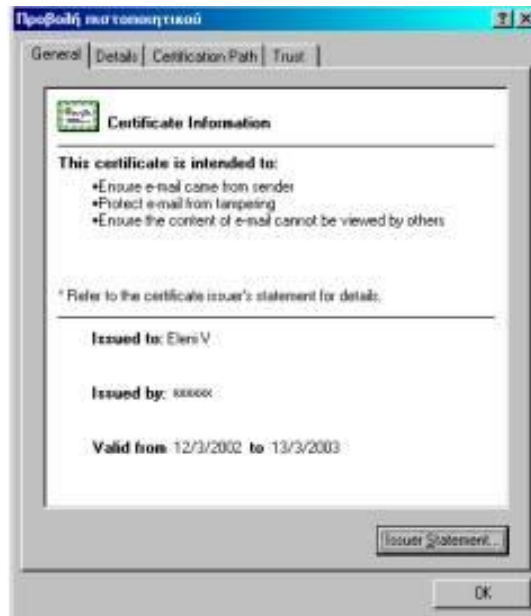 Προβολή πιστοποιητικού
General Details Certification Path Trust
Certificate Information
This certificate is intended to:
•Ensure e-mail came from sender
•Protect e-mail from tampering
•Ensure the content of e-mail cannot be viewed by others
* Refer to the certificate issuer's statement for details.
Issued to: Eleni V
Issued by: xxxxxx
Valid from 12/3/2002 to 13/3/2003
Issuer Statement...
OK